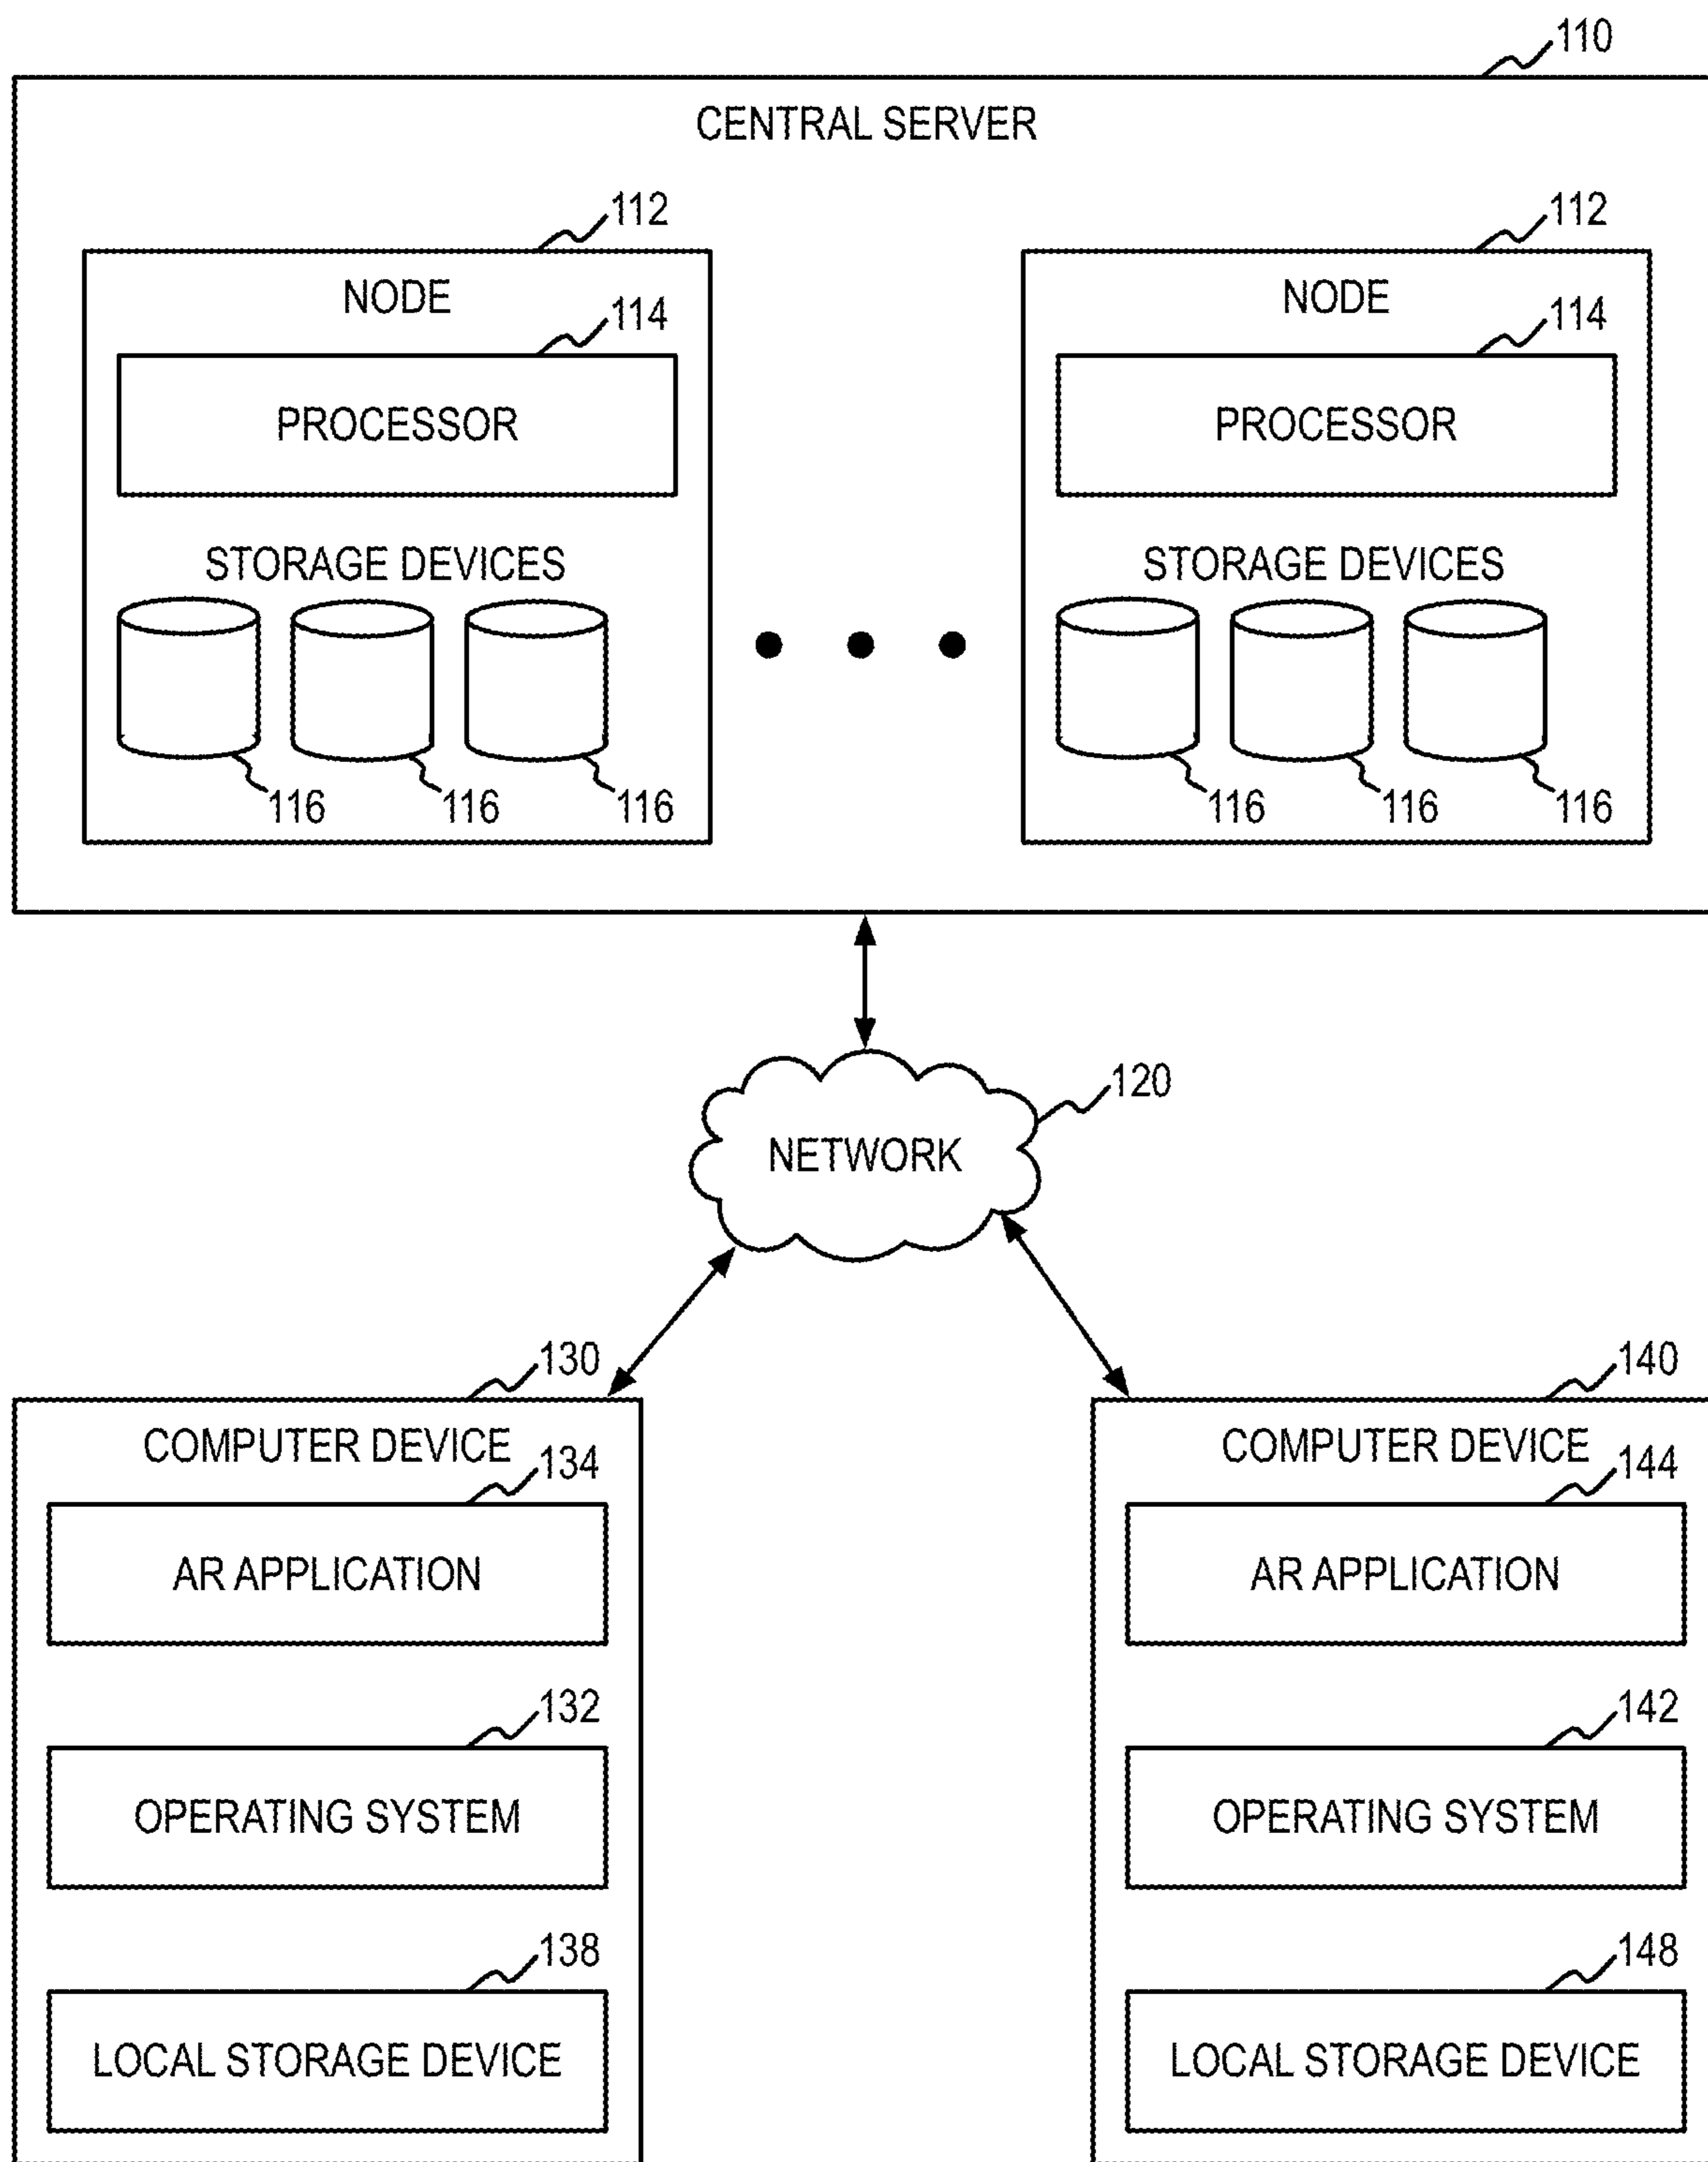 110
CENTRAL SERVER
112 112
NODE NODE
114 114
PROCESSOR PROCESSOR
STORAGE DEVICES STORAGE DEVICES
116 116 116 116 116 116
120
NETWORK
130 140
COMPUTER DEVICE COMPUTER DEVICE
134 144
AR APPLICATION AR APPLICATION
132 142
OPERATING SYSTEM OPERATING SYSTEM
138 148
LOCAL STORAGE DEVICE LOCAL STORAGE DEVICE